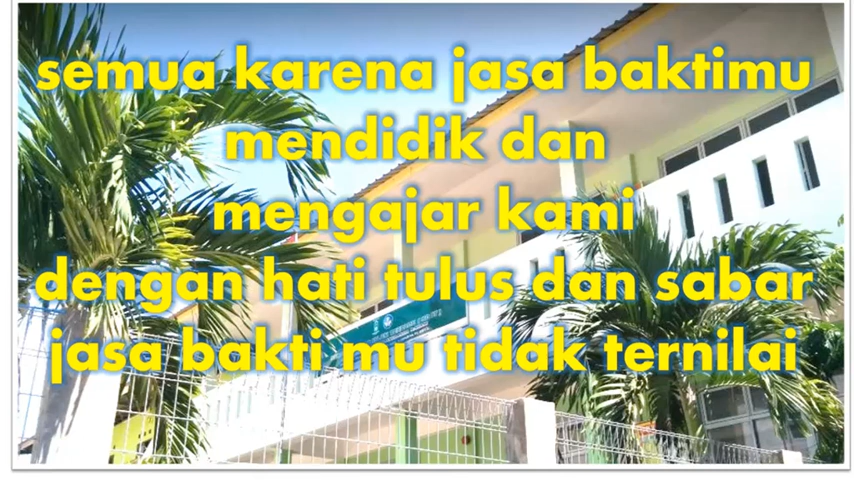 semua karena jasa baktimu
mendidik dan
mengajar kami
dengan hati tulus dan sabar
jasa bakti mu tidak ternilai